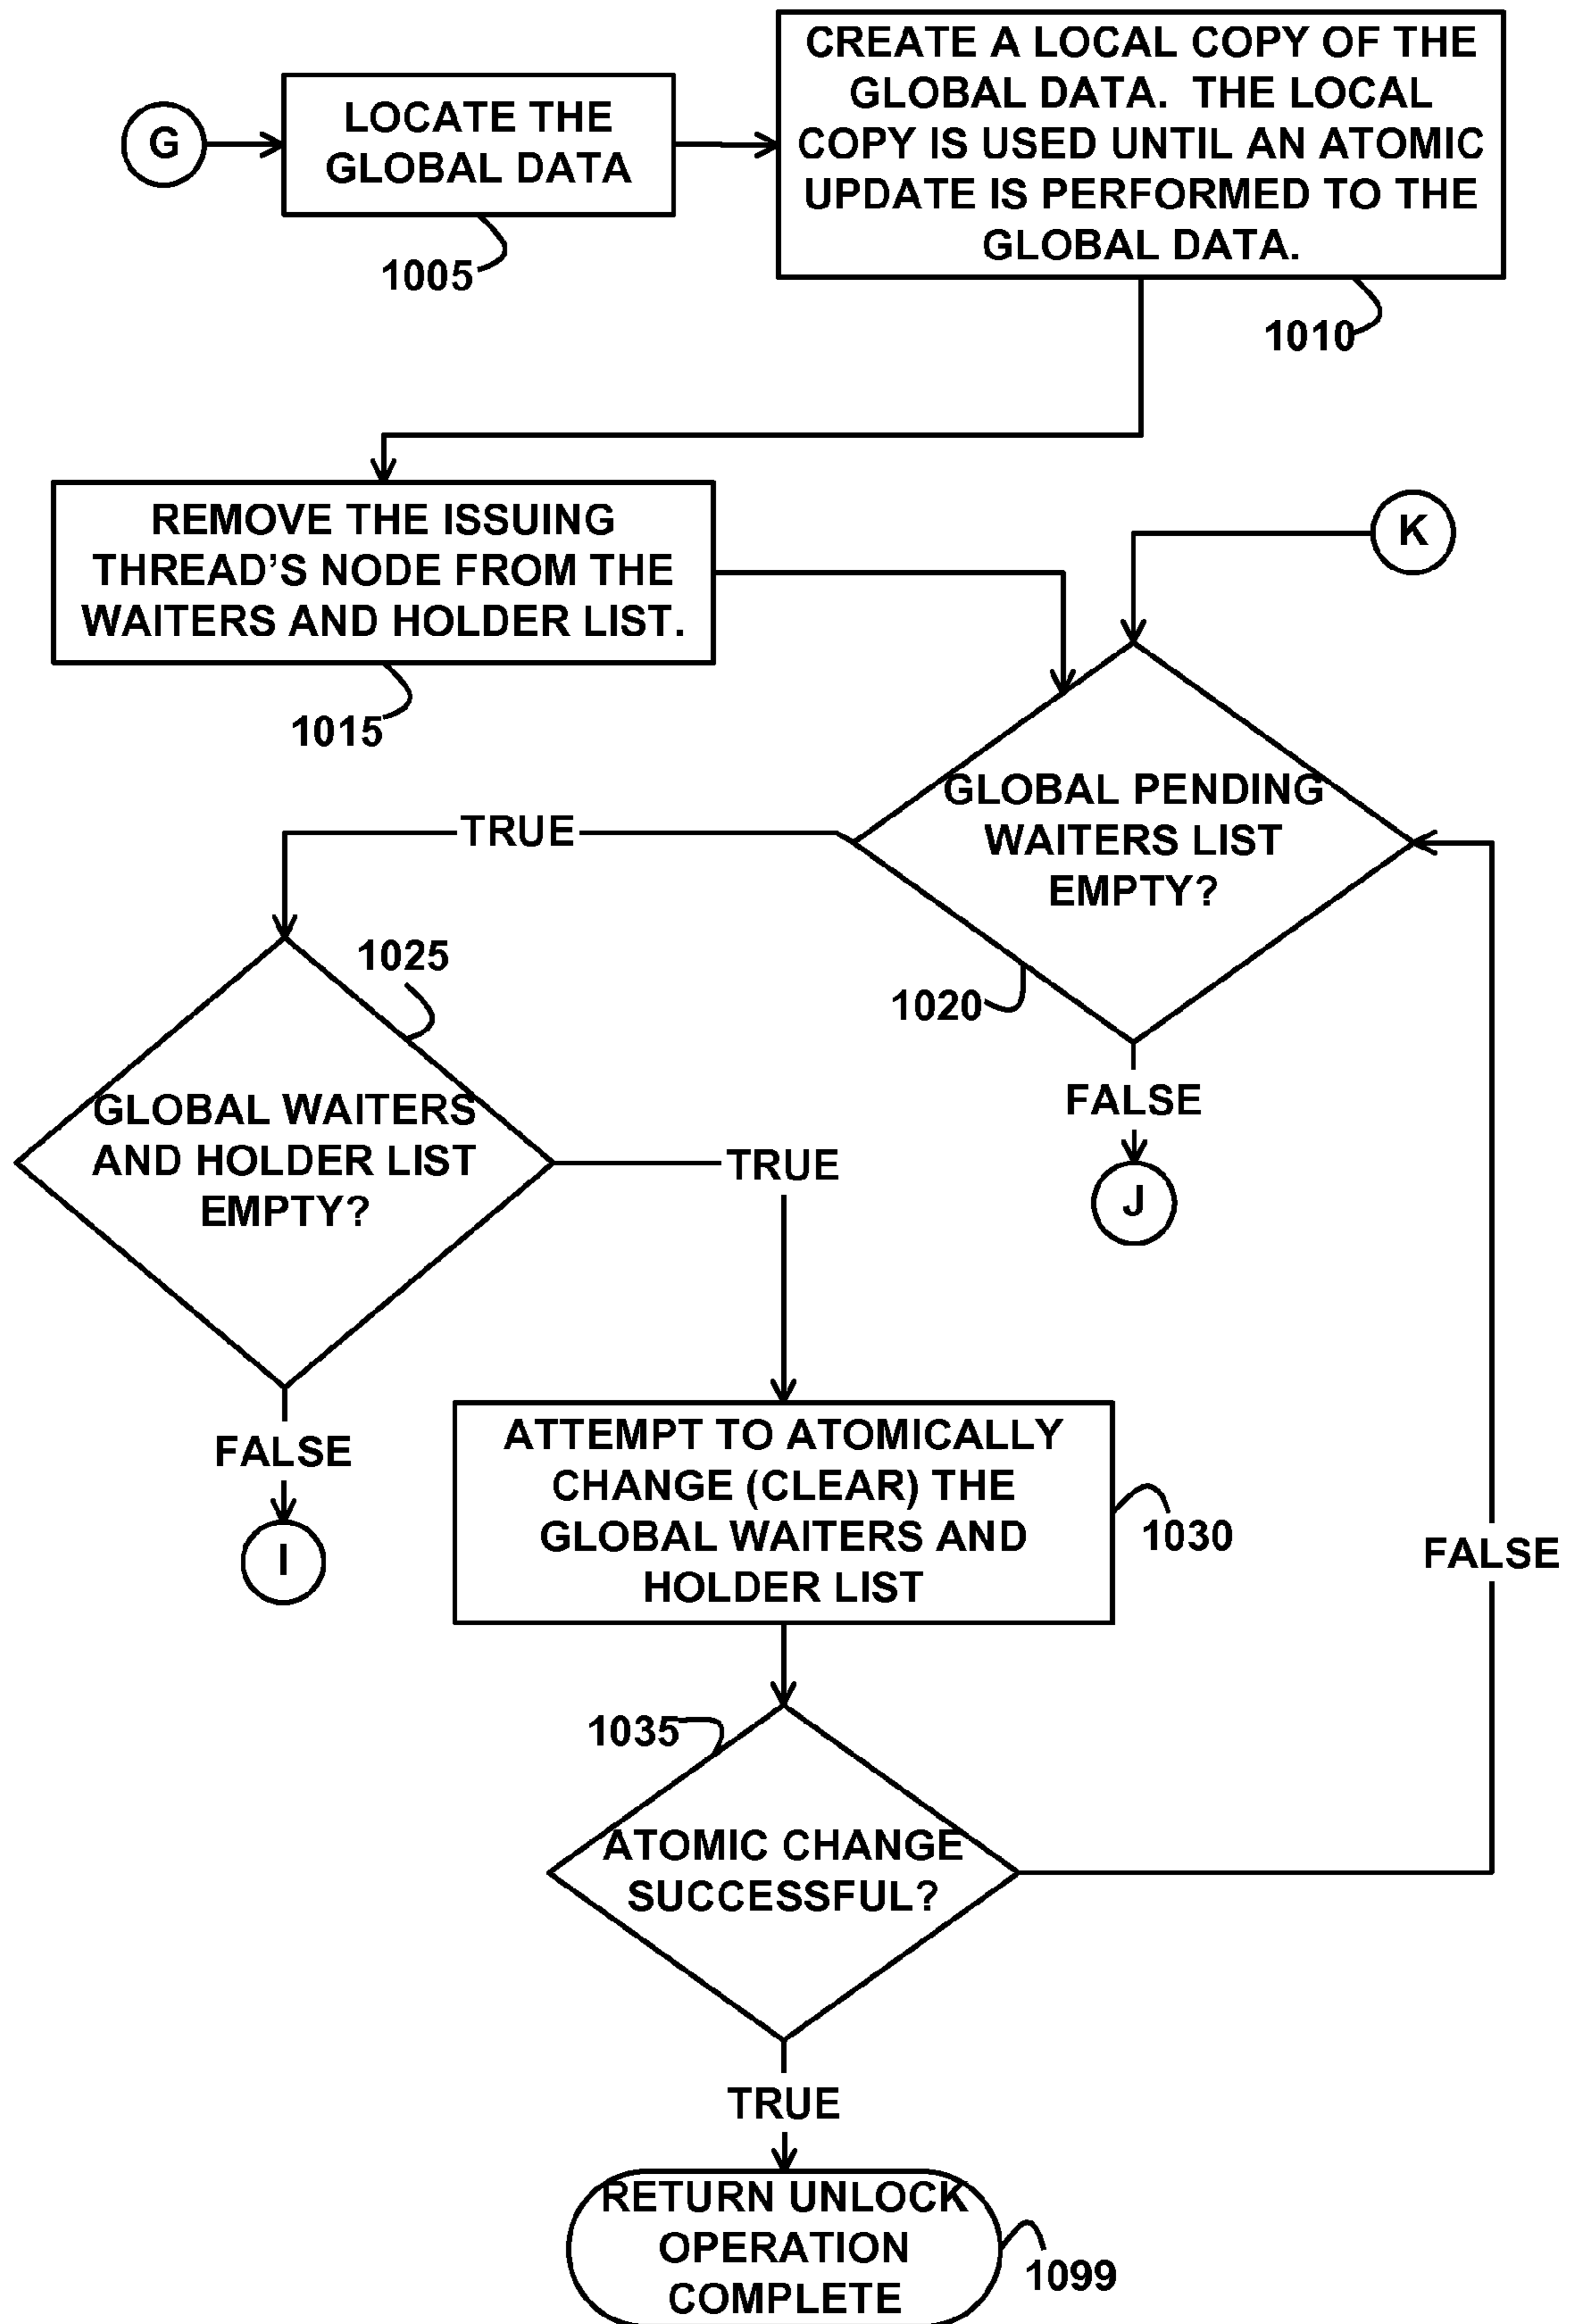 G
LOCATE THE
GLOBAL DATA
1005
CREATE A LOCAL COPY OF THE
GLOBAL DATA. THE LOCAL
COPY IS USED UNTIL AN ATOMIC
UPDATE IS PERFORMED TO THE
GLOBAL DATA.
1010
REMOVE THE ISSUING
THREAD'S NODE FROM THE
WAITERS AND HOLDER LIST.
1015
K
GLOBAL PENDING
WAITERS LIST
EMPTY?
1020
TRUE
FALSE
J
1025
GLOBAL WAITERS
AND HOLDER LIST
EMPTY?
TRUE
FALSE
I
ATTEMPT TO ATOMICALLY
CHANGE (CLEAR) THE
GLOBAL WAITERS AND
HOLDER LIST
1030
FALSE
1035
ATOMIC CHANGE
SUCCESSFUL?
TRUE
RETURN UNLOCK
OPERATION
COMPLETE
1099